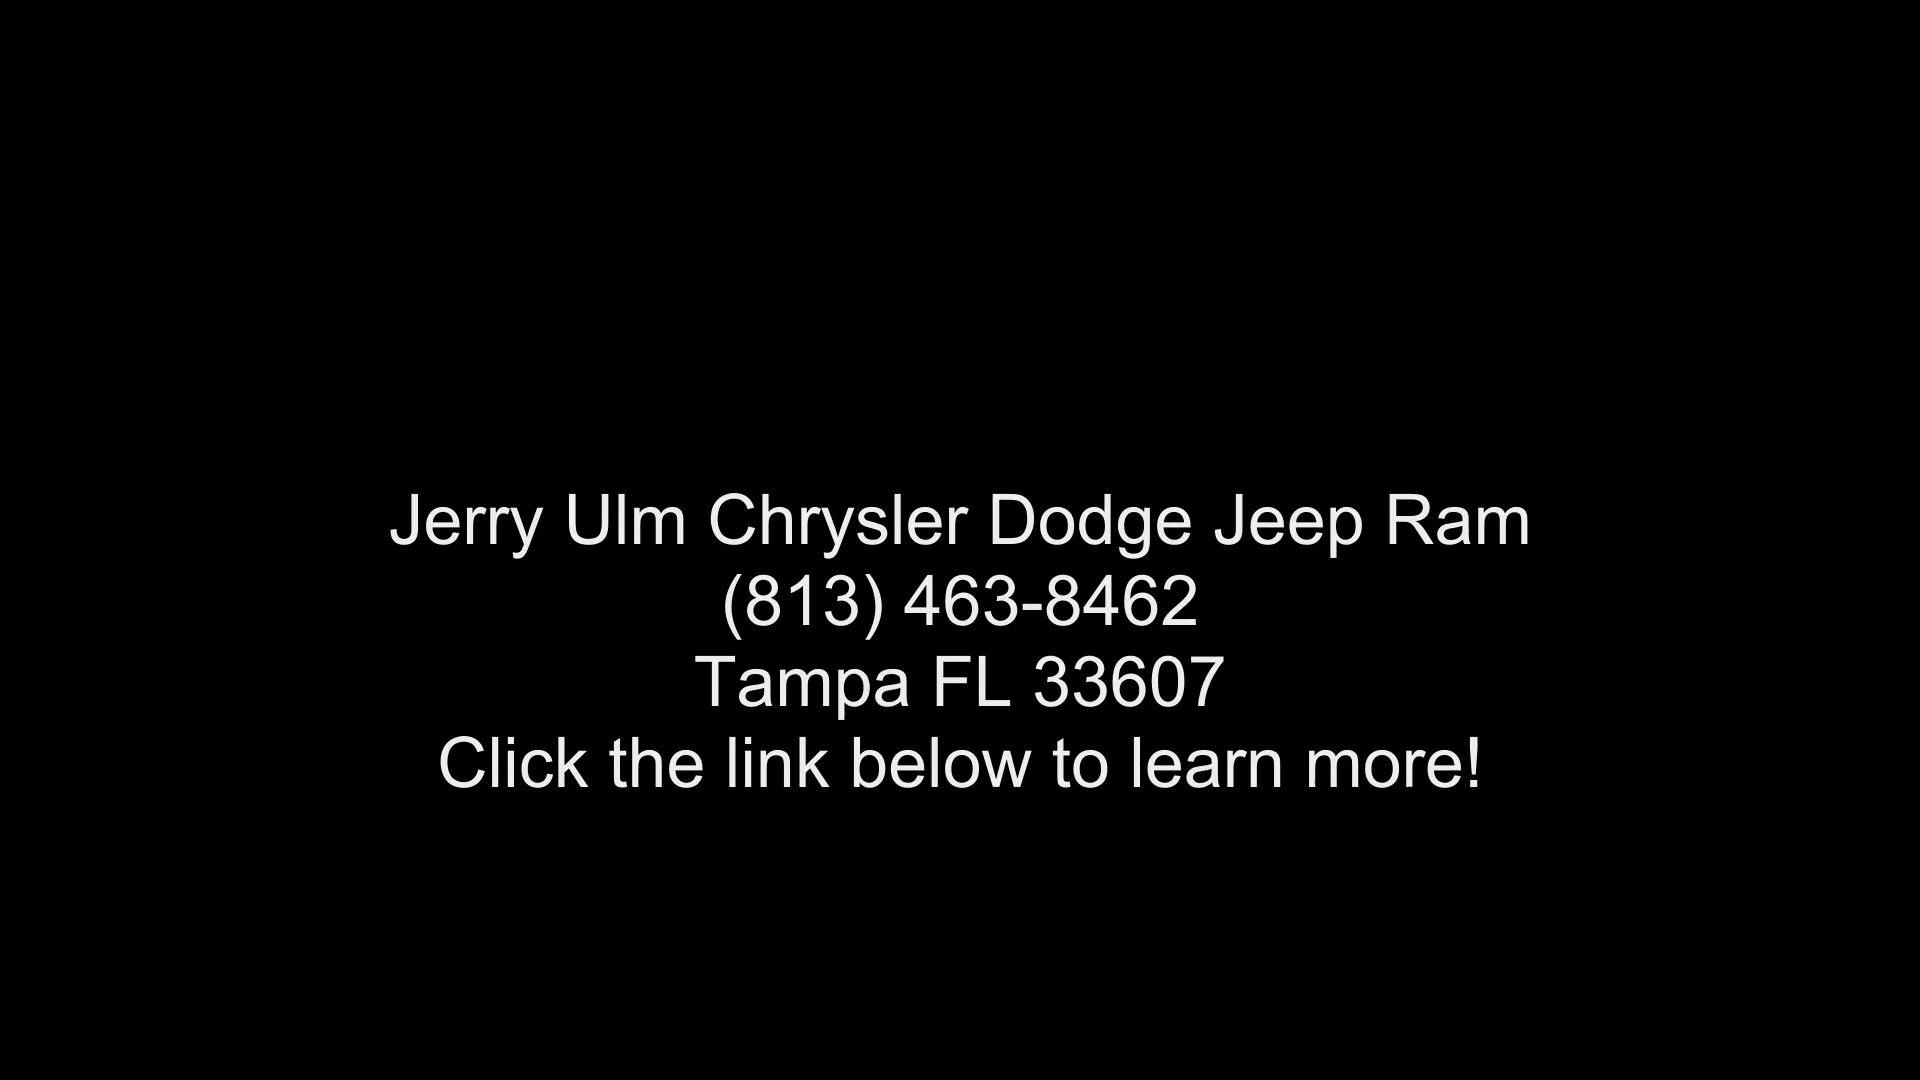 Jerry Ulm Chrysler Dodge Jeep Ram
(813) 463-8462
Tampa FL 33607
Click the link below to learn more!